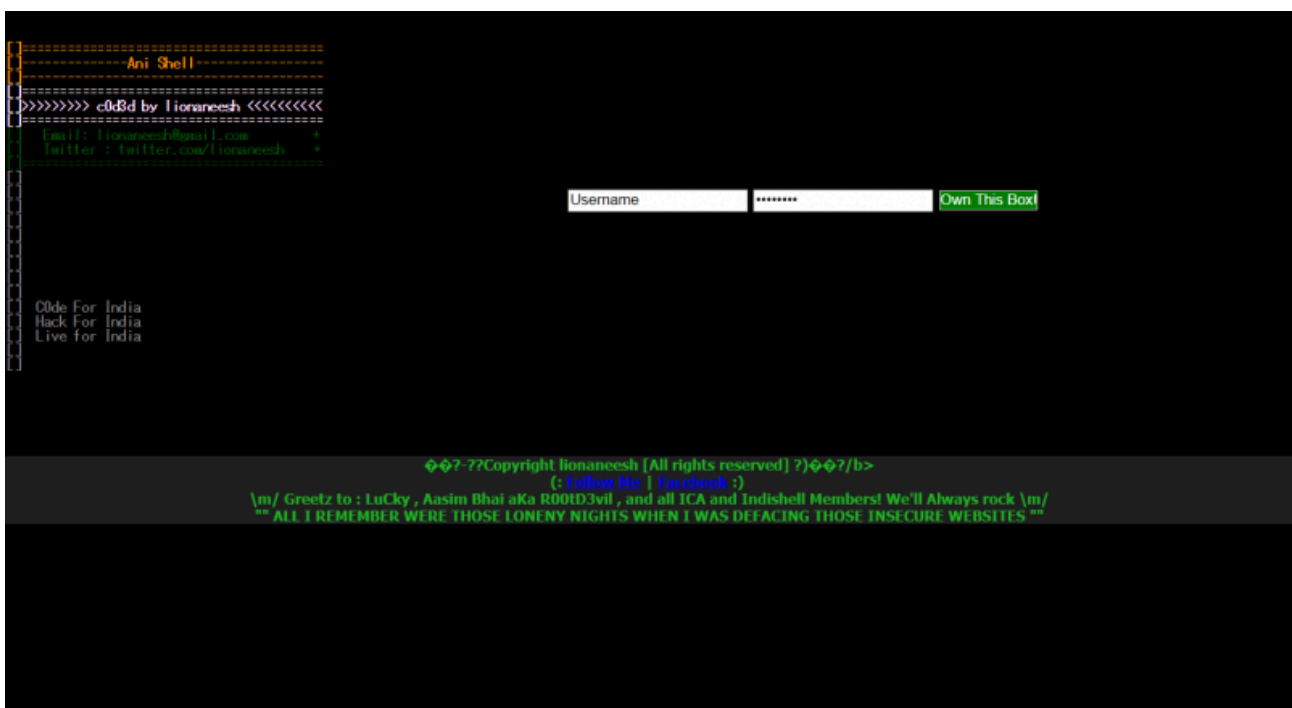 []========================================
[]--------------Ani Shell-----------------
[]----------------------------------------
[]========================================
[]>>>>>>>>> c0d3d by lionaneesh <<<<<<<<<<
[]========================================
[] Email: lionaneesh@gmail.com +
[] Twitter : twitter.com/lionaneesh +
[]========================================
[]
[]
[]
Username •••••••• Own This Box!
[]
[]
[]
[]
[]
[]
[] C0de For India
[] Hack For India
[] Live for India
[]
[]
��?-??Copyright lionaneesh [All rights reserved] ?)��?/b>
(: Follow Me | Facebook :)
\m/ Greetz to : LuCky , Aasim Bhai aKa R00tD3vil , and all ICA and Indishell Members! We'll Always rock \m/
"" ALL I REMEMBER WERE THOSE LONENY NIGHTS WHEN I WAS DEFACING THOSE INSECURE WEBSITES ""